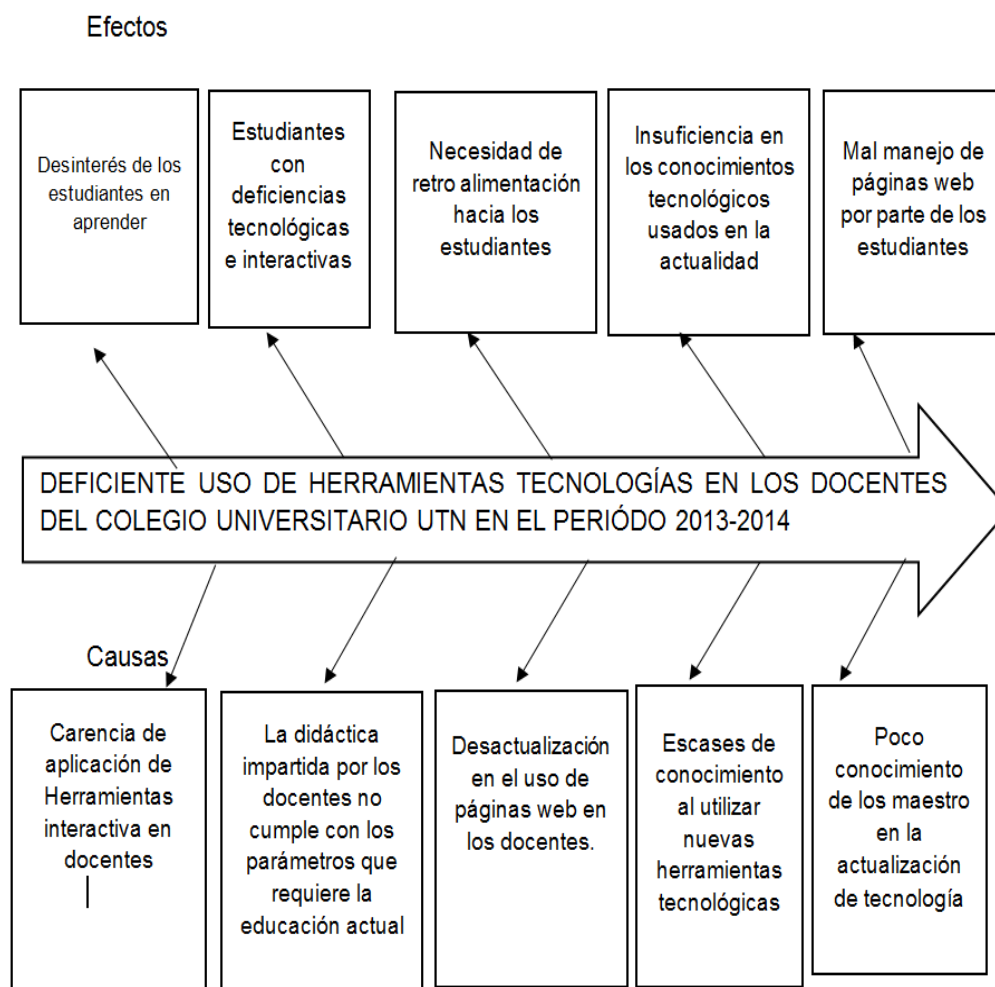 Efectos
Desinterés de los
estudiantes en
aprender
Estudiantes
con
deficiencias
tecnológicas
e interactivas
Necesidad de
retro alimentación
hacia los
estudiantes
Insuficiencia en
los conocimientos
tecnológicos
usados en la
actualidad
Mal manejo de
páginas web
por parte de los
estudiantes
DEFICIENTE USO DE HERRAMIENTAS TECNOLOGÍAS EN LOS DOCENTES
DEL COLEGIO UNIVERSITARIO UTN EN EL PERIÓDO 2013-2014
Causas
Carencia de
aplicación de
Herramientas
interactiva en
docentes
La didáctica
impartida por los
docentes no
cumple con los
parámetros que
requiere la
educación actual
Desactualización
en el uso de
páginas web en
los docentes.
Escases de
conocimiento
al utilizar
nuevas
herramientas
tecnológicas
Poco
conocimiento
de los maestro
en la
actualización
de tecnología